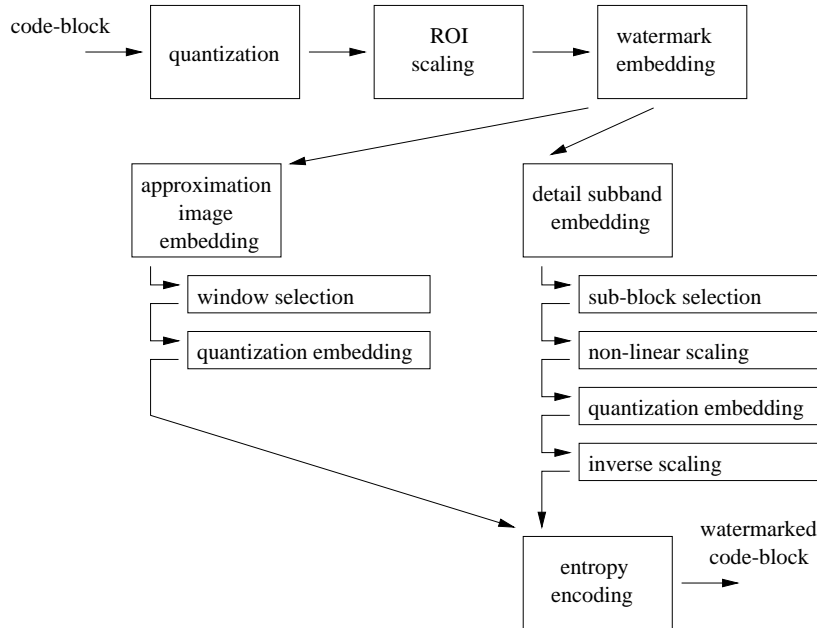 code-block
quantization
ROI
scaling
watermark
embedding
approximation
image
embedding
window selection
quantization embedding
detail subband
embedding
sub-block selection
non-linear scaling
quantization embedding
inverse scaling
entropy
encoding
watermarked
code-block